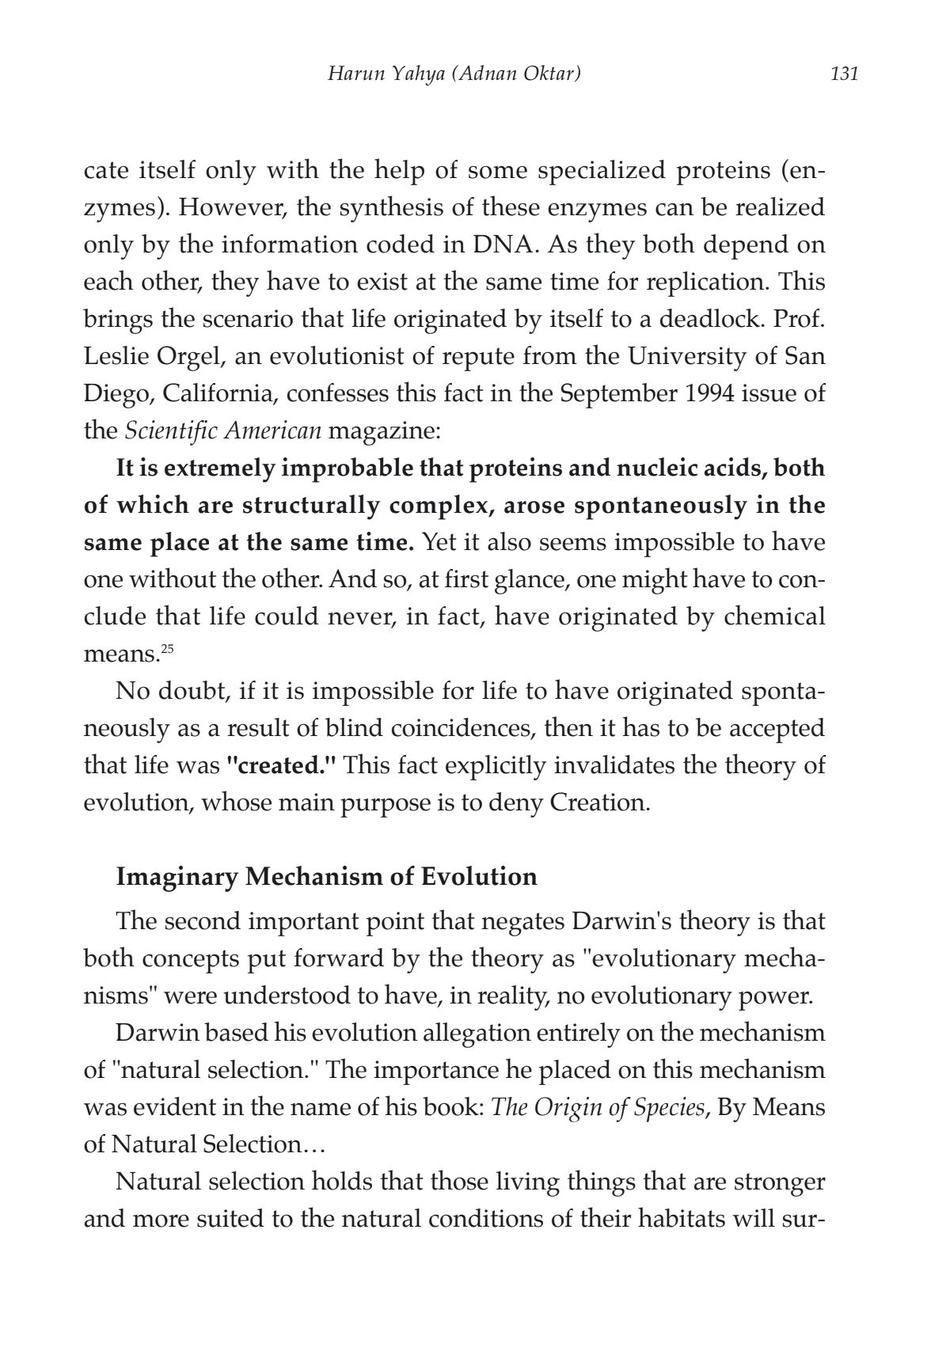 Harun Yahya (Adnan Oktar) 131
cate itself only with the help of some specialized proteins (en-
zymes). However, the synthesis of these enzymes can be realized
only by the information coded in DNA. As they both depend on
each other, they have to exist at the same time for replication. This
brings the scenario that life originated by itself to a deadlock. Prof.
Leslie Orgel, an evolutionist of repute from the University of San
Diego, California, confesses this fact in the September 1994 issue of
the Scientific American magazine:
It is extremely improbable that proteins and nucleic acids, both
of which are structurally complex, arose spontaneously in the
same place at the same time. Yet it also seems impossible to have
one without the other. And so, at first glance, one might have to con-
clude that life could never, in fact, have originated by chemical
means.25
No doubt, if it is impossible for life to have originated sponta-
neously as a result of blind coincidences, then it has to be accepted
that life was "created." This fact explicitly invalidates the theory of
evolution, whose main purpose is to deny Creation.
Imaginary Mechanism of Evolution
The second important point that negates Darwin's theory is that
both concepts put forward by the theory as "evolutionary mecha-
nisms" were understood to have, in reality, no evolutionary power.
Darwin based his evolution allegation entirely on the mechanism
of "natural selection." The importance he placed on this mechanism
was evident in the name of his book: The Origin of Species, By Means
of Natural Selection…
Natural selection holds that those living things that are stronger
and more suited to the natural conditions of their habitats will sur-